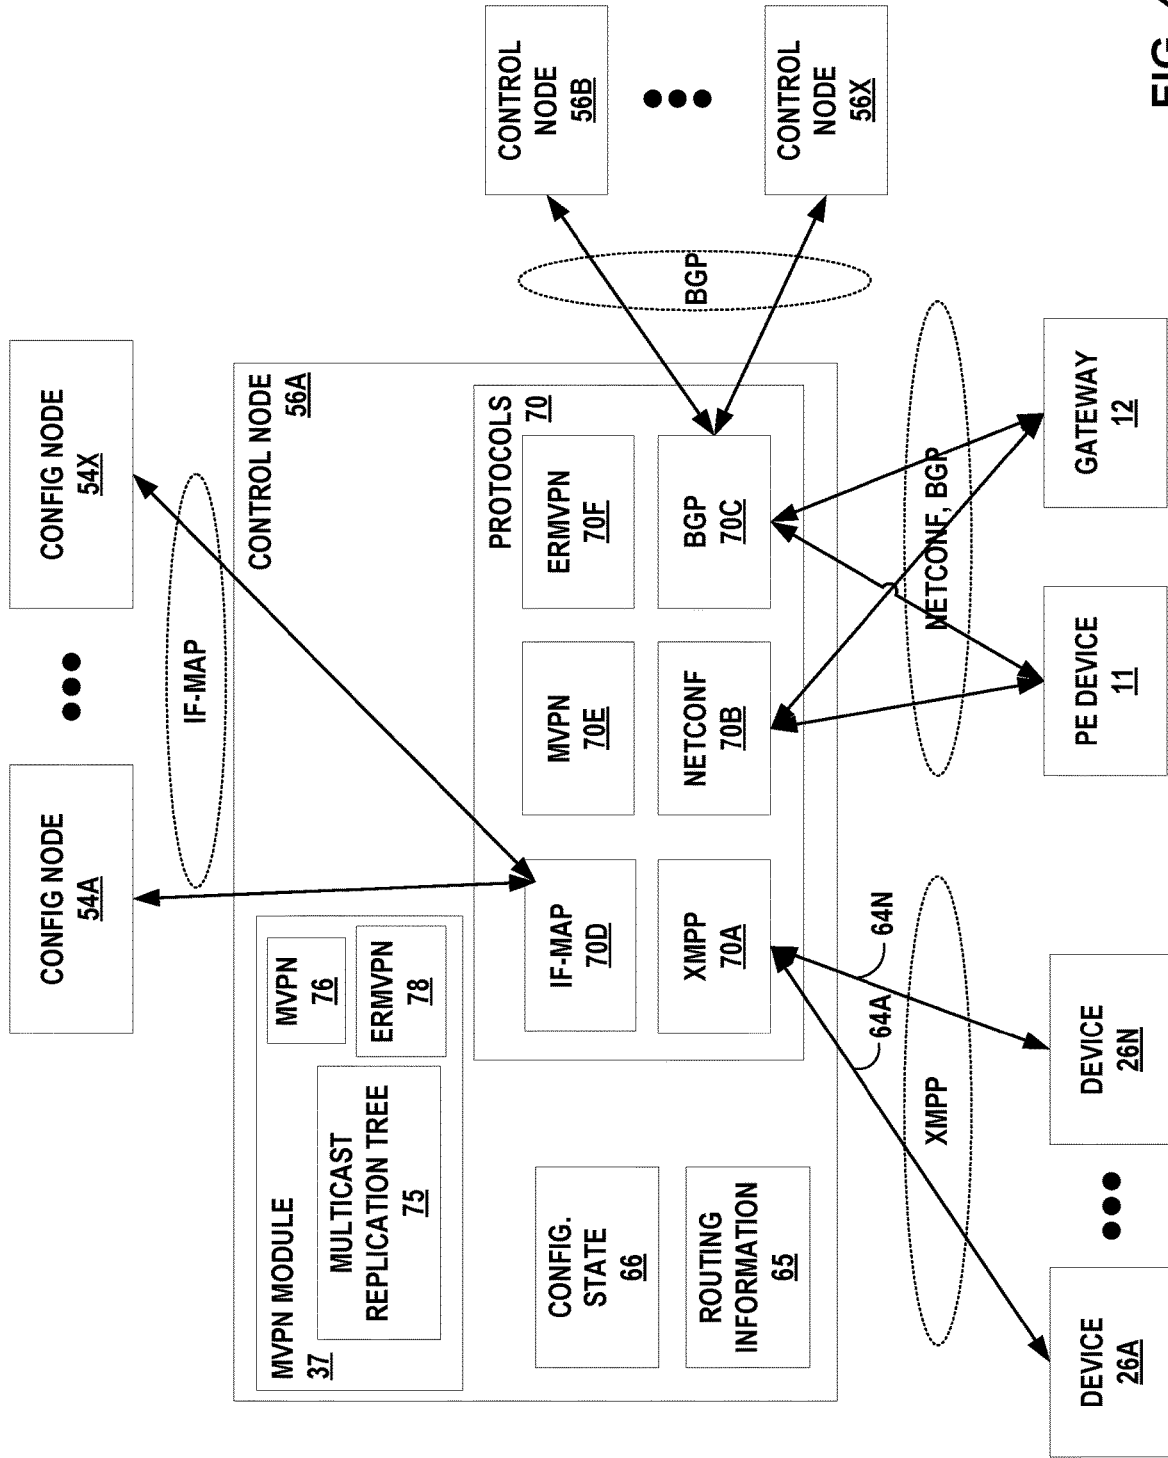 CONFIG NODE
54A
CONFIG NODE
54X
IF-MAP
CONTROL NODE
56A
MVPN MODULE
37
MULTICAST
REPLICATION TREE
75
MVPN
76
ERMVPN
78
PROTOCOLS
70
IF-MAP
70D
MVPN
70E
ERMVPN
70F
XMPP
70A
NETCONF
70B
BGP
70C
CONFIG.
STATE
66
ROUTING
INFORMATION
65
BGP
CONTROL
NODE
56B
CONTROL
NODE
56X
64A
64N
XMPP
NETCONF, BGP
DEVICE
26A
DEVICE
26N
PE DEVICE
11
GATEWAY
12
FIG.